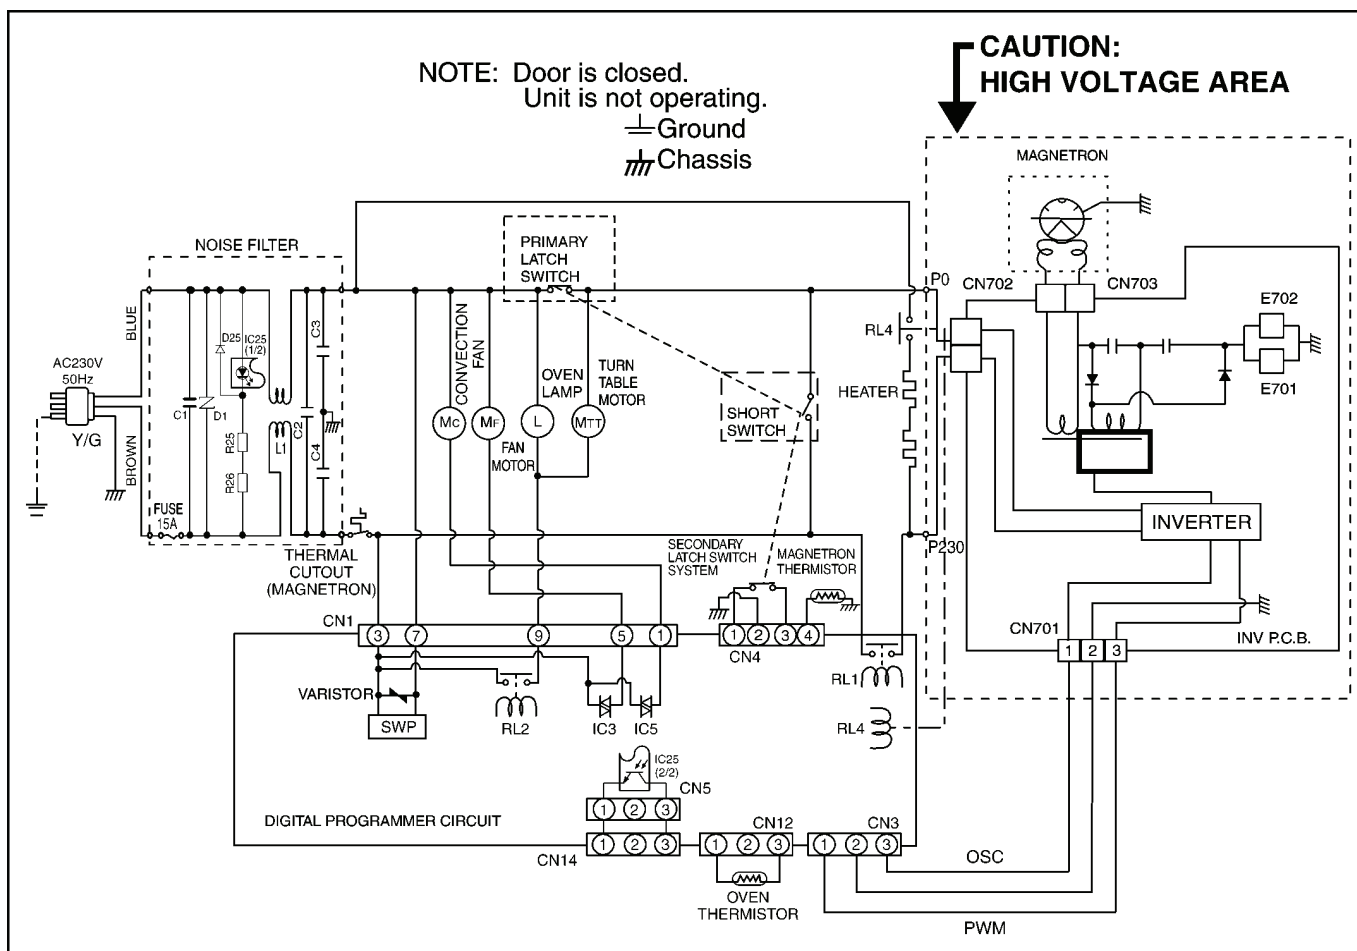 CAUTION:
HIGH VOLTAGE AREA
NOTE: Door is closed.
Unit is not operating.
Ground
Chassis
MAGNETRON
NOISE FILTER
PRIMARY
LATCH
SWITCH
P0
CN702
CN703
E702
E701
BLUE
AC230V
50Hz
Y/G
BROWN
D25
IC25
(1/2)
C3
C1
D1
C2
L1
R25
R26
C4
FUSE
15A
CONVECTION
FAN
OVEN
LAMP
TURN
TABLE
MOTOR
MC
MF
L
MTT
FAN
MOTOR
SHORT
SWITCH
RL4
HEATER
INVERTER
THERMAL
CUTOUT
(MAGNETRON)
SECONDARY
LATCH SWITCH
SYSTEM
MAGNETRON
THERMISTOR
P230
CN1
3 7 9 5 1
1 2 3 4
CN4
CN701
1 2 3
INV P.C.B.
VARISTOR
SWP
RL2
IC3
IC5
RL1
RL4
IC25
(2/2)
CN5
1 2 3
DIGITAL PROGRAMMER CIRCUIT
CN14
1 2 3
CN12
1 2 3
CN3
1 2 3
OVEN
THERMISTOR
OSC
PWM